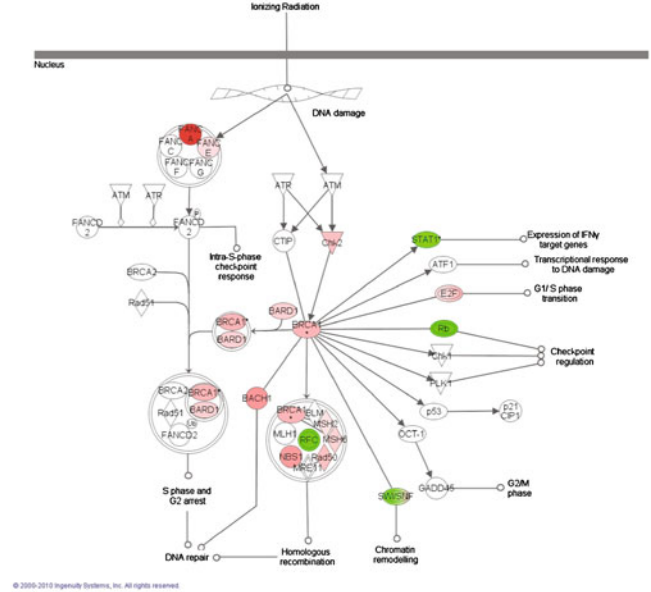 Ionizing Radiation
Nucleus
DNA damage
FANC
A
FANC
C
FANC
E
FANC
F
FANC
G
ATM
ATR
ATR
ATM
FANCD
2
FANCD
2
P
CTIP
Chk2
STAT1*
Expression of IFNγ
target genes
Intra-S-phase
checkpoint
response
ATF1
Transcriptional response
to DNA damage
BRCA2
E2F
G1/ S phase
transition
Rad51
BARD1
BRCA1*
BARD1
BRCA1
*
Rb
Chk1
Checkpoint
regulation
PLK1
BRCA2
BRCA1*
Rad51
BARD1
Ub
FANCD2
BACH1
BRCA1
*
BLM
MSH2
MLH1
RFC
MSH6
NBS1
Rad50
MRE11
p53
p21
CIP1
OCT-1
S phase and
G2 arrest
SWI/SNF
GADD45
G2/M
phase
DNA repair
Homologous
recombination
Chromatin
remodelling
© 2000-2010 Ingenuity Systems, Inc. All rights reserved.